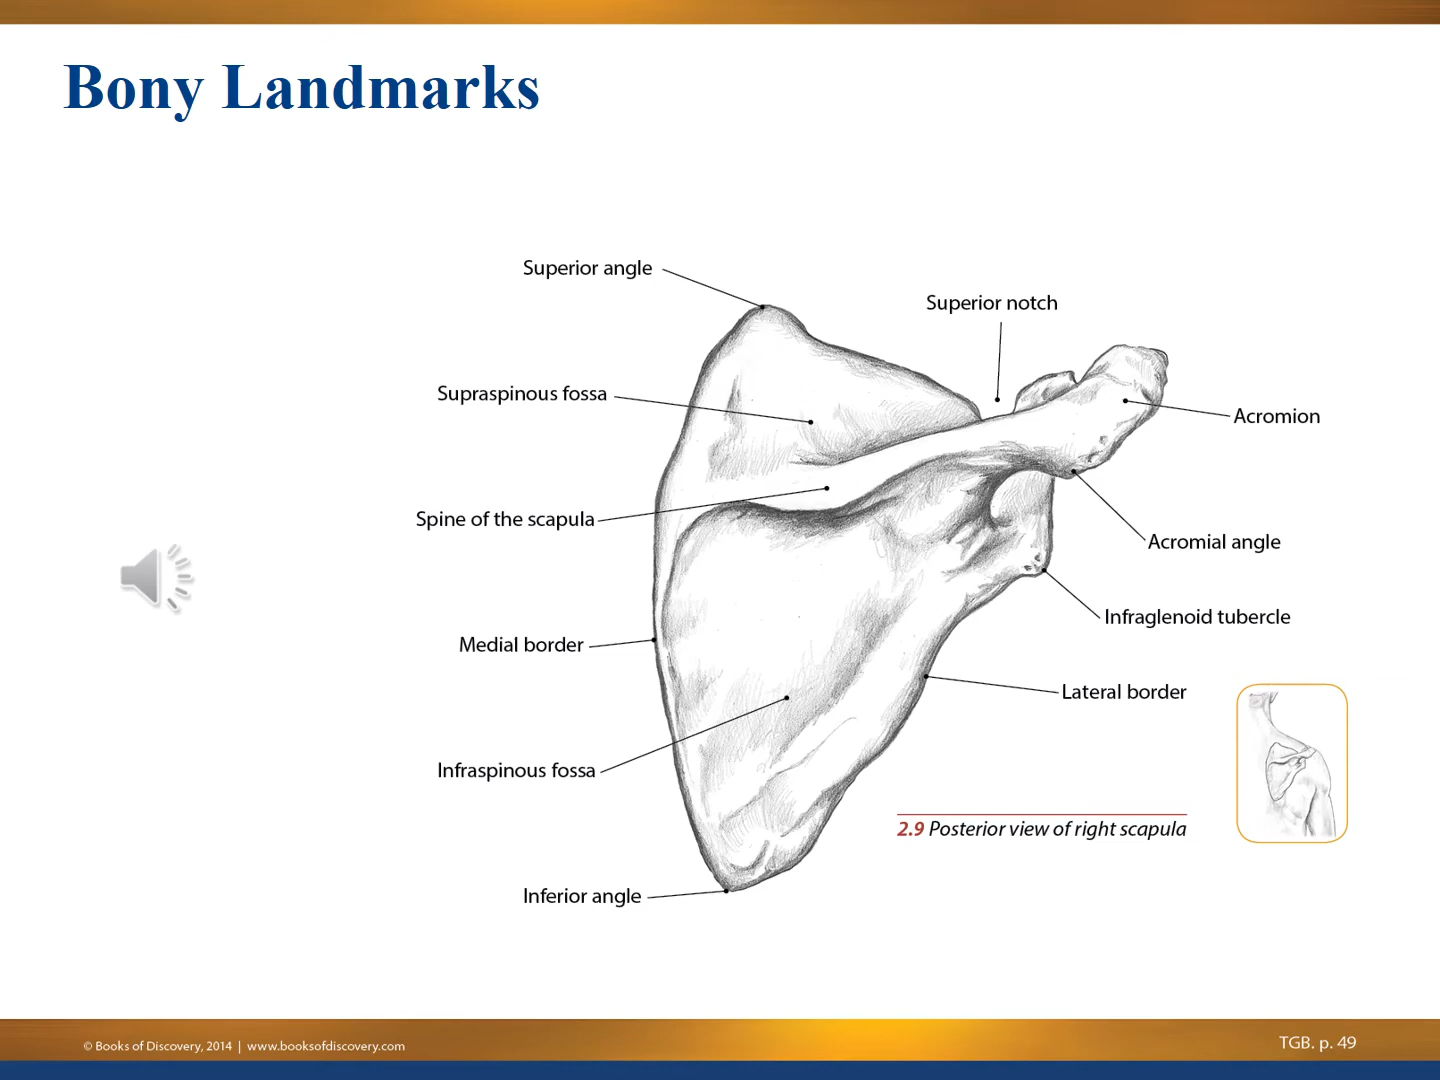 Bony Landmarks
Superior angle
Superior notch
Supraspinous fossa
Acromion
Spine of the scapula
Acromial angle
Infraglenoid tubercle
Medial border
Lateral border
Infraspinous fossa
2.9 Posterior view of right scapula
Inferior angle
© Books of Discovery, 2014 | www.booksofdiscovery.com
TGB. p. 49